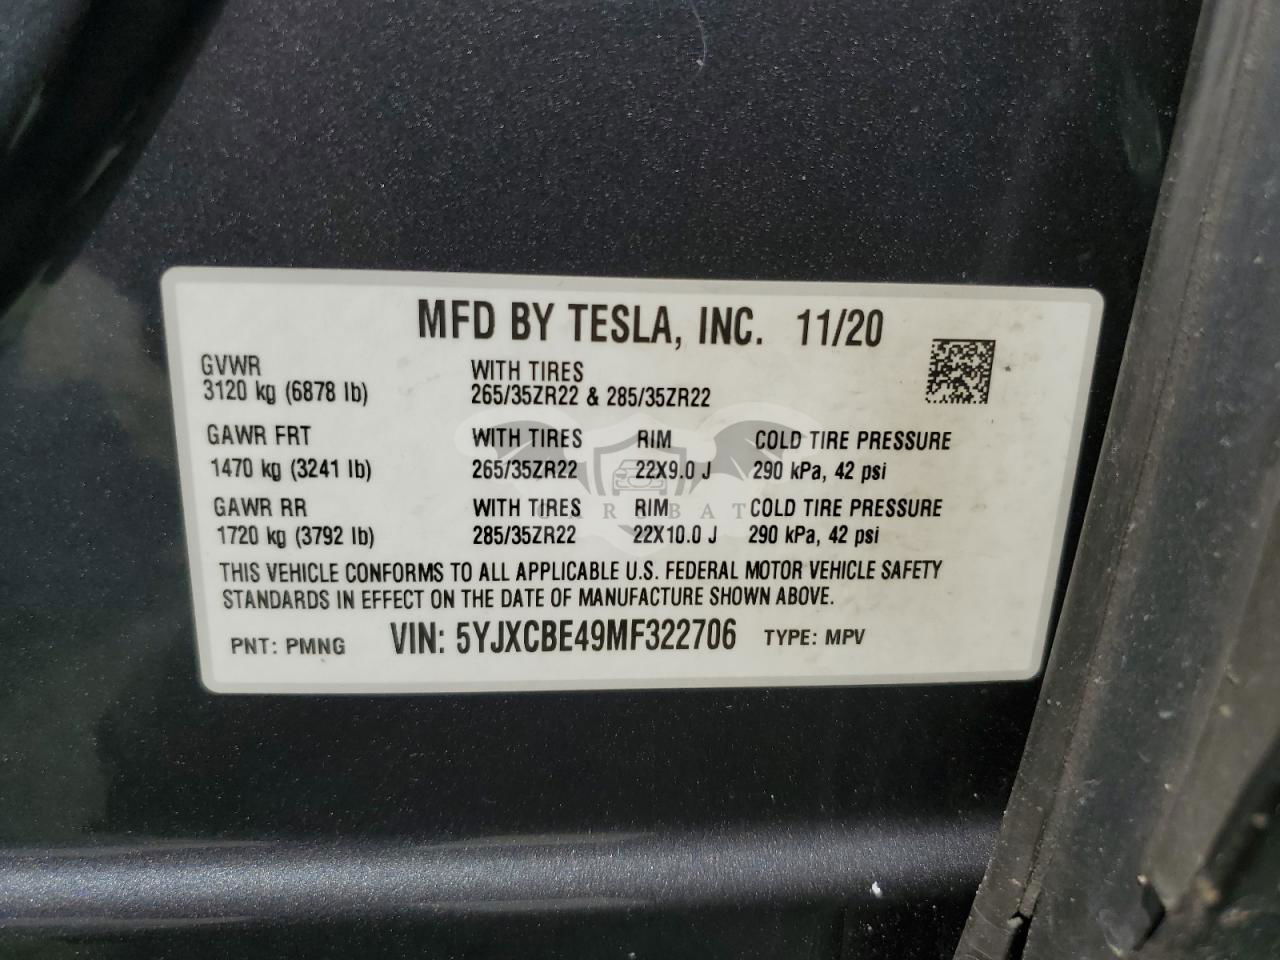 MFD BY TESLA, INC. 11/20
GVWR WITH TIRES
3120 kg (6878 lb) 265/35ZR22 & 285/35ZR22
GAWR FRT WITH TIRES RIM COLD TIRE PRESSURE
1470 kg (3241 lb) 265/35ZR22 22X9.0 J 290 kPa, 42 psi
GAWR RR WITH TIRES RIM COLD TIRE PRESSURE
CAR BAT
1720 kg (3792 lb) 285/35ZR22 22X10.0 J 290 kPa, 42 psi
THIS VEHICLE CONFORMS TO ALL APPLICABLE U.S. FEDERAL MOTOR VEHICLE SAFETY
STANDARDS IN EFFECT ON THE DATE OF MANUFACTURE SHOWN ABOVE.
PNT: PMNG VIN: 5YJXCBE49MF322706 TYPE: MPV